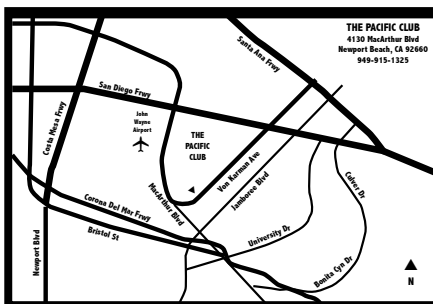 THE PACIFIC CLUB
4130 MacArthur Blvd
Newport Beach, CA 92660
949-915-1325
Santa Ana Frwy
San Diego Frwy
Costa Mesa Frwy
John
Wayne
Airport
THE
PACIFIC
CLUB
Von Karman Ave
Jamboree Blvd
MacArthur Blvd
Culver Dr
Corona Del Mar Frwy
Bristol St
University Dr
Bonita Cyn Dr
Newport Blvd
N